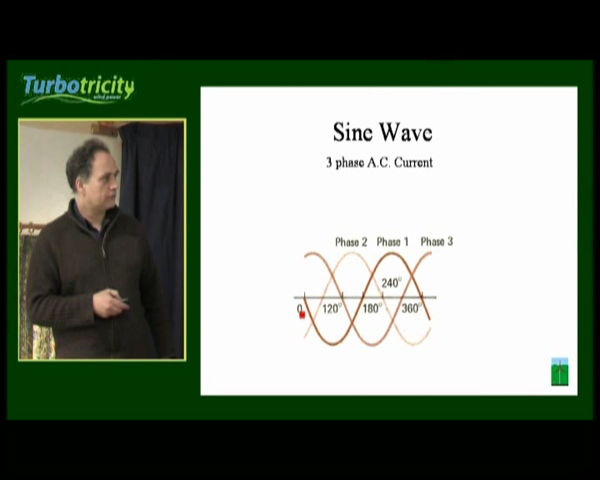 Turbotricity
wind power
Sine Wave
3 phase A.C. Current
Phase 2 Phase 1 Phase 3
240°
0 120° 180° 360°